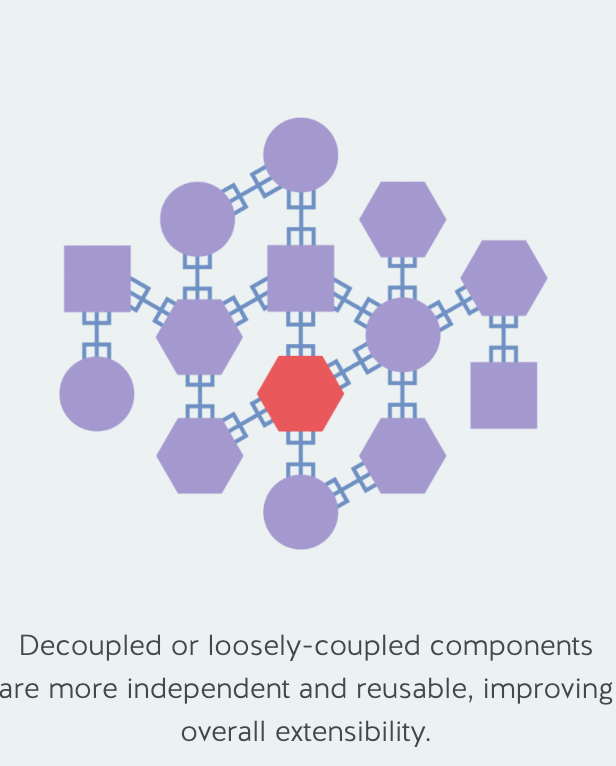 Decoupled or loosely-coupled components
are more independent and reusable, improving
overall extensibility.